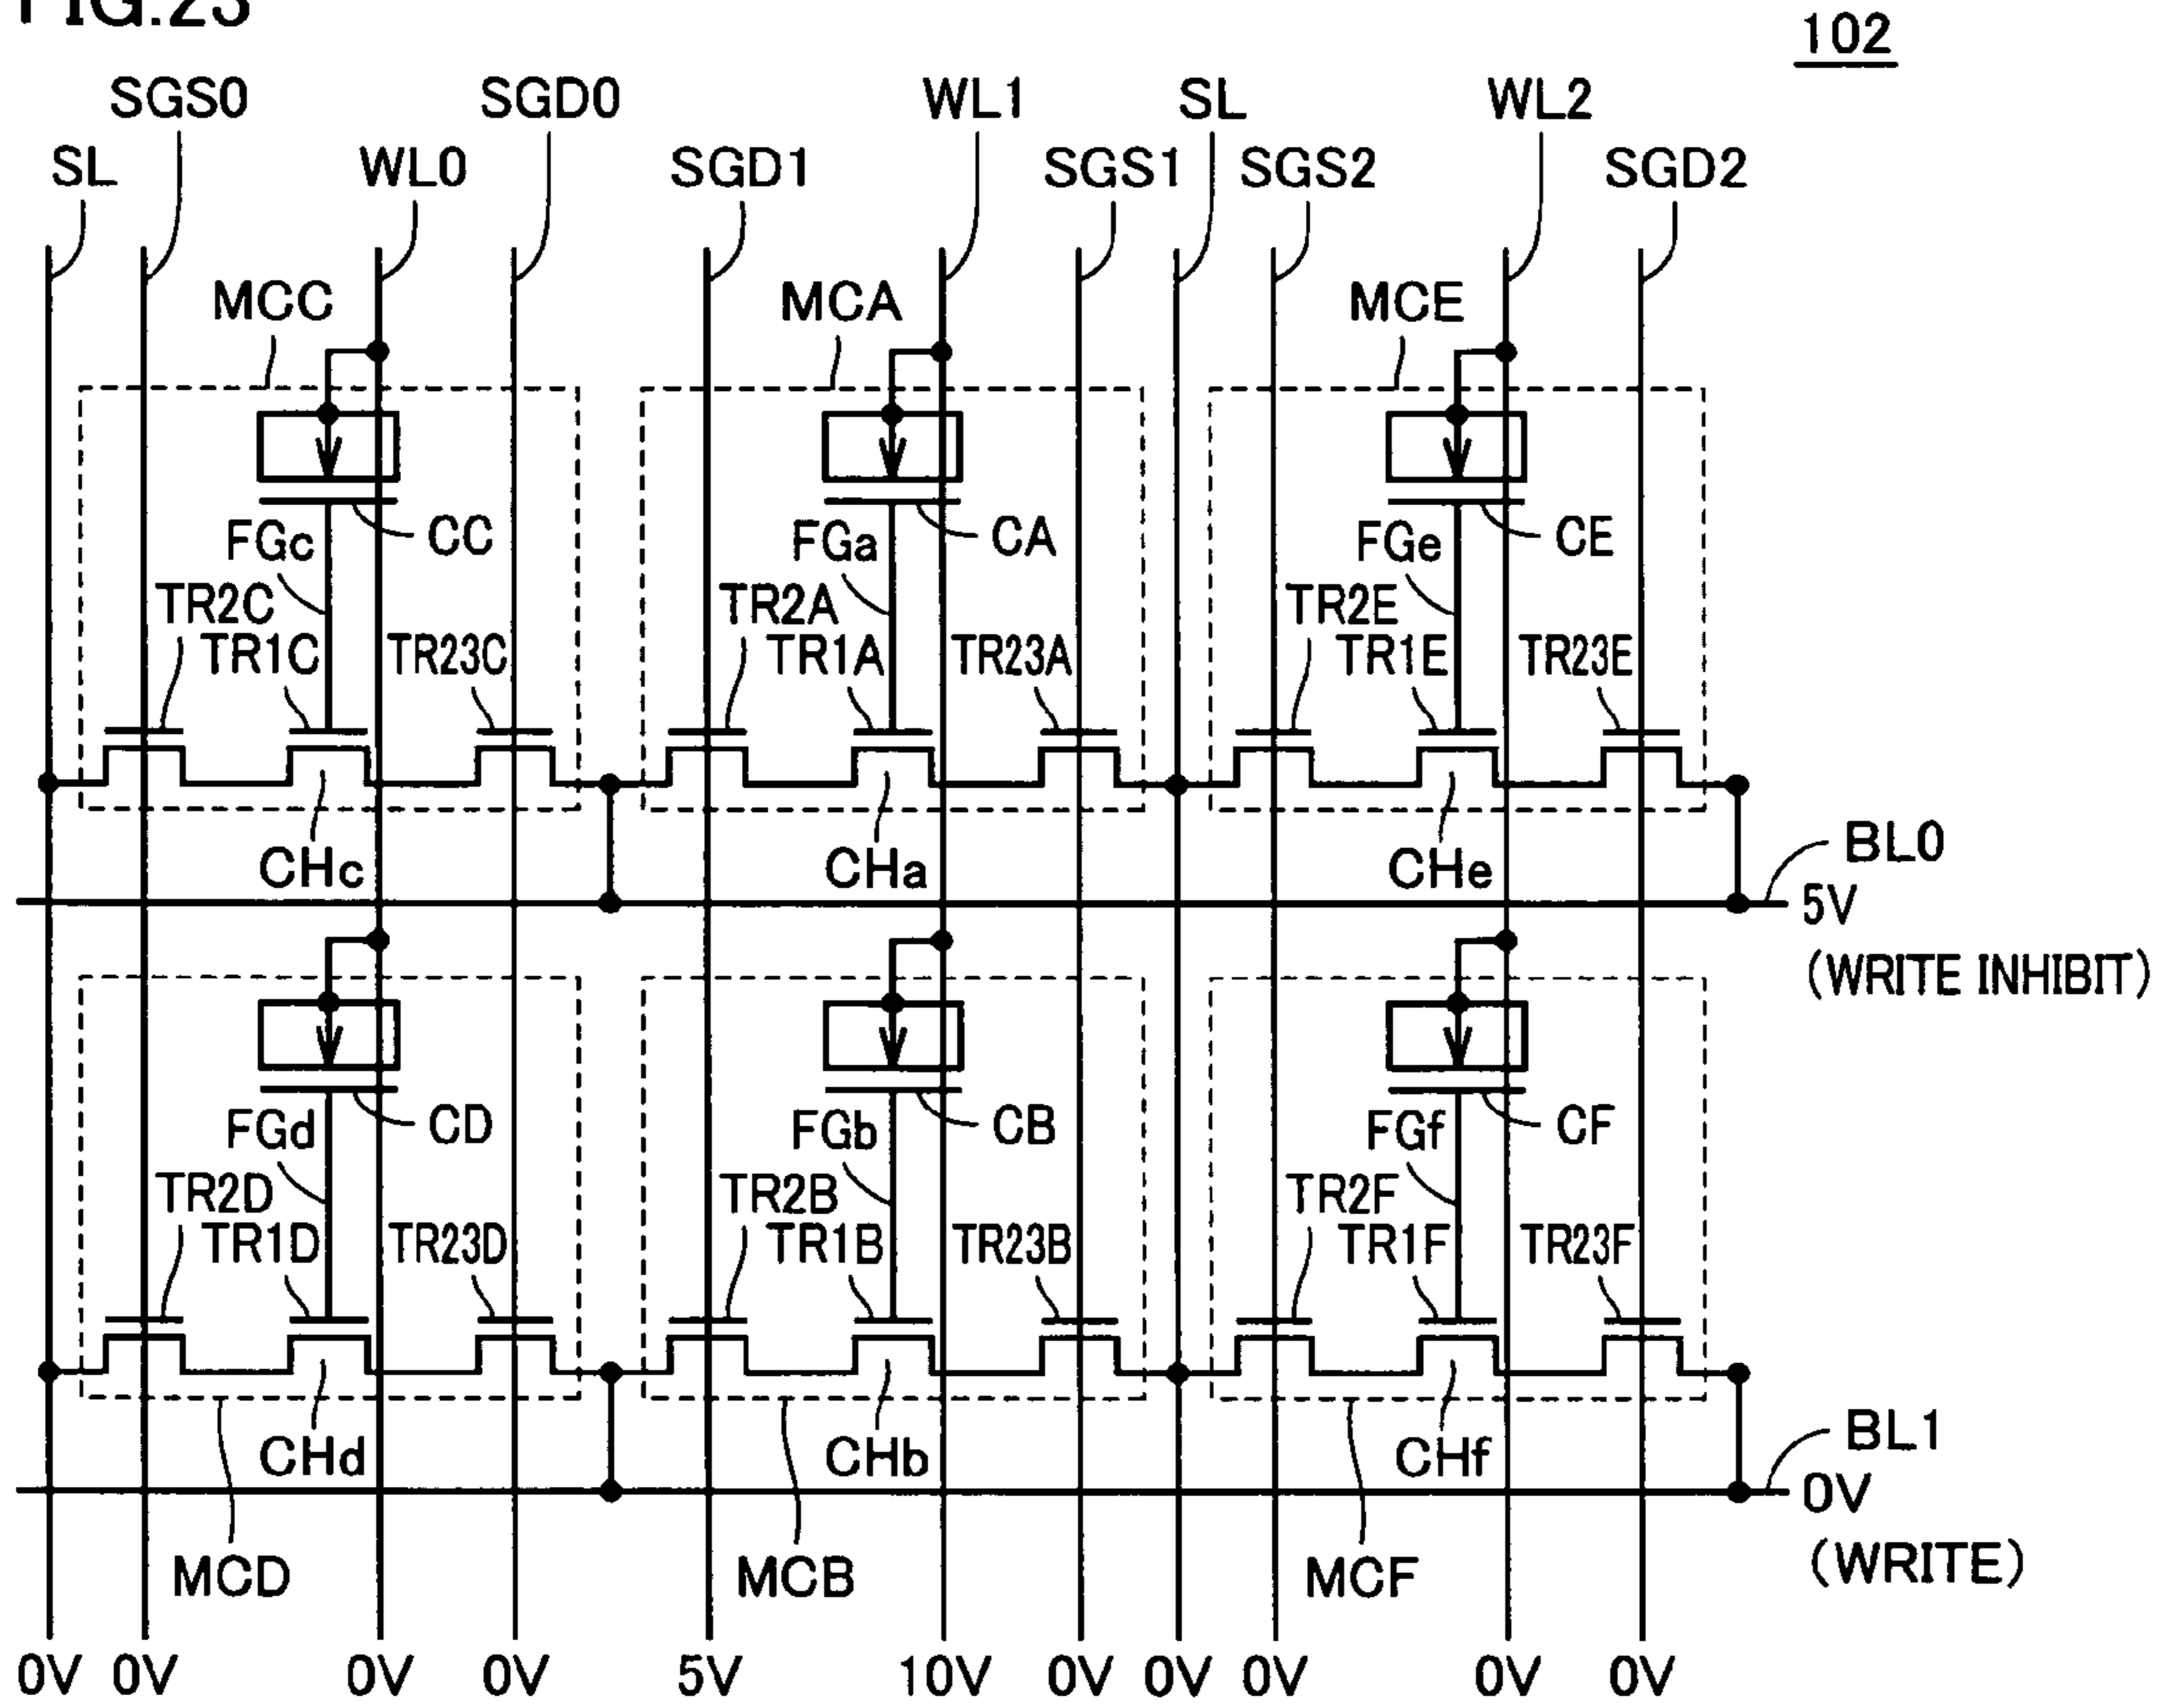 FIG.23
102
SGS0 SGD0 WL1 SL WL2
SL WL0 SGD1 SGS1 SGS2 SGD2
MCC MCA MCE
FGc CC FGa CA FGe CE
TR2C TR2A TR2E
TR1C TR23C TR1A TR23A TR1E TR23E
CHc CHa CHe BL0
5V
(WRITE INHIBIT)
FGd CD FGb CB FGf CF
TR2D TR2B TR2F
TR1D TR23D TR1B TR23B TR1F TR23F
CHd CHb CHf BL1
0V
(WRITE)
MCD MCB MCF
0V 0V 0V 0V 5V 10V 0V 0V 0V 0V 0V